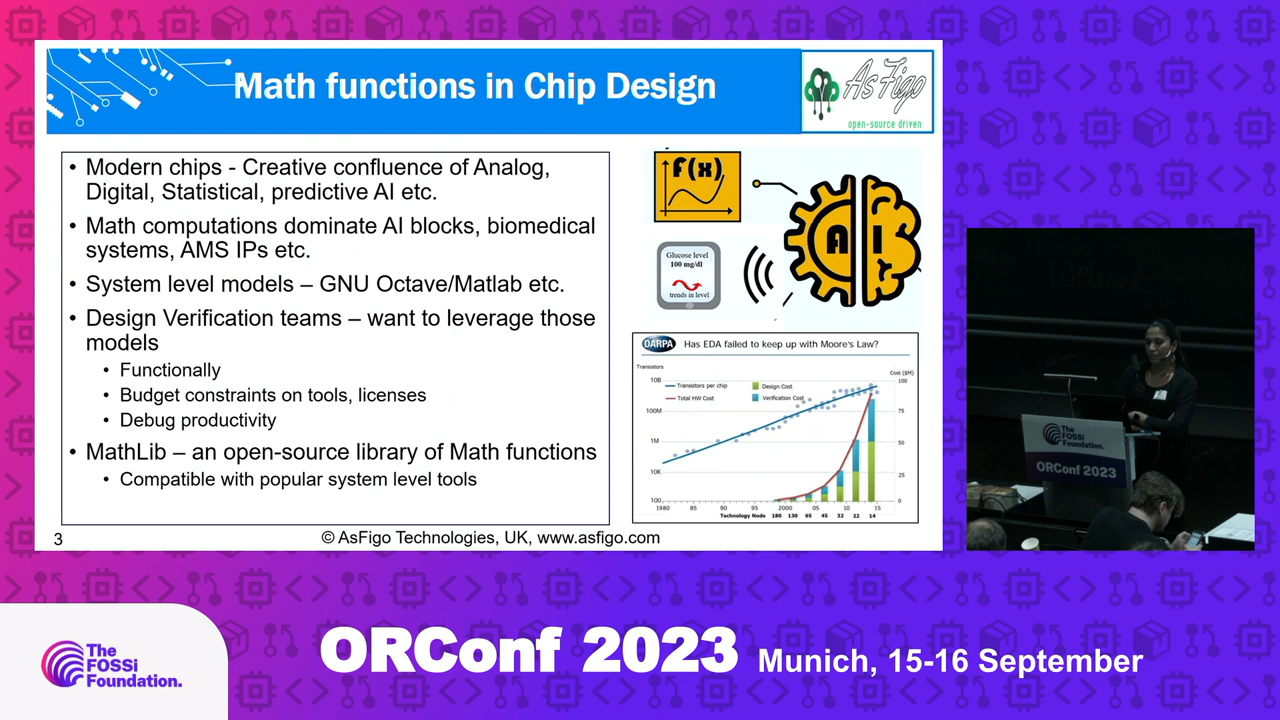 Math functions in Chip Design
AsFigo
open-source driven
• Modern chips - Creative confluence of Analog,
Digital, Statistical, predictive AI etc.
• Math computations dominate AI blocks, biomedical
systems, AMS IPs etc.
• System level models – GNU Octave/Matlab etc.
• Design Verification teams – want to leverage those
models
• Functionally
• Budget constraints on tools, licenses
• Debug productivity
• MathLib – an open-source library of Math functions
• Compatible with popular system level tools
F(x)
Glucose level
100 mg/dl
trends in level
AI
DARPA Has EDA failed to keep up with Moore's Law?
Transistors
Cost ($M)
Transistors per chip
Design Cost
Total HW Cost
Verification Cost
10B
100M
1M
10K
100
100
75
50
25
0
1980 85 90 95 2000 05 10 15
Technology Node 180 130 65 45 32 22 14
3
© AsFigo Technologies, UK, www.asfigo.com
The
FOSSi
Foundation.
ORConf 2023
The
FOSSi
Foundation.
ORConf 2023 Munich, 15-16 September